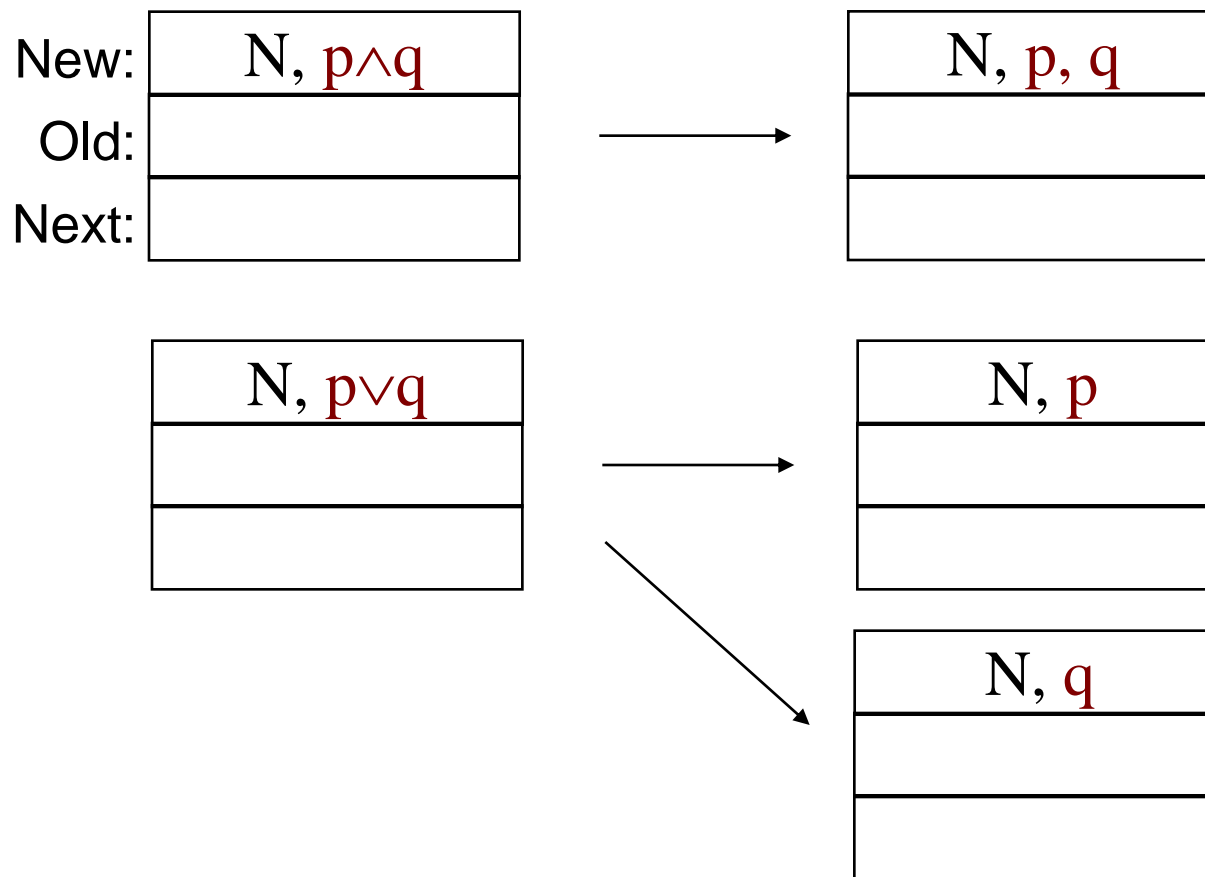 New: N, p∧q N, p, q
Old:
Next:
N, p∨q N, p
N, q